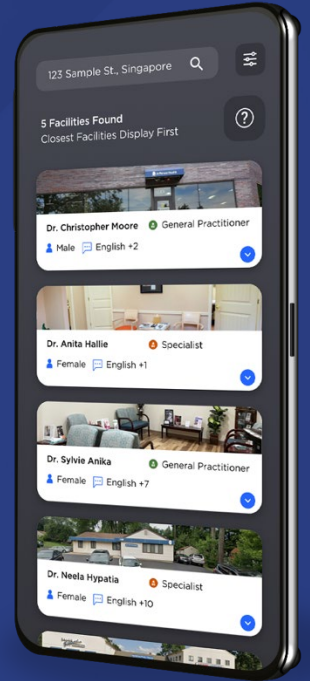 123 Sample St., Singapore
5 Facilities Found
Closest Facilities Display First
?
Dr. Christopher Moore General Practitioner
Male English +2
Dr. Anita Hallie Specialist
Female English +1
Dr. Sylvie Anika General Practitioner
Female English +7
Dr. Neela Hypatia Specialist
Female English +10